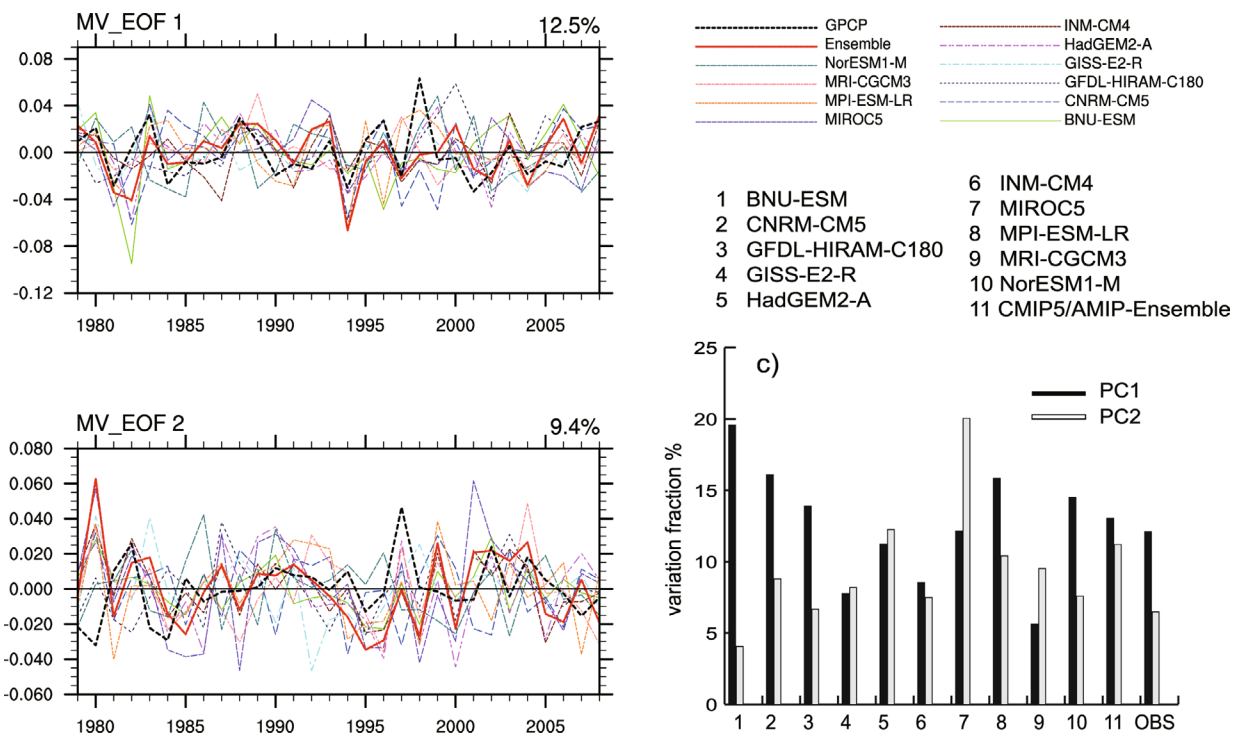 MV_EOF 1 12.5%
0.08
0.04
0.00
-0.04
-0.08
-0.12
1980 1985 1990 1995 2000 2005
MV_EOF 2 9.4%
0.080
0.060
0.040
0.020
0.000
-0.020
-0.040
-0.060
1980 1985 1990 1995 2000 2005
GPCP
Ensemble
NorESM1-M
MRI-CGCM3
MPI-ESM-LR
MIROC5
INM-CM4
HadGEM2-A
GISS-E2-R
GFDL-HIRAM-C180
CNRM-CM5
BNU-ESM
1 BNU-ESM
2 CNRM-CM5
3 GFDL-HIRAM-C180
4 GISS-E2-R
5 HadGEM2-A
6 INM-CM4
7 MIROC5
8 MPI-ESM-LR
9 MRI-CGCM3
10 NorESM1-M
11 CMIP5/AMIP-Ensemble
c)
PC1
PC2
variation fraction %
25
20
15
10
5
0
1 2 3 4 5 6 7 8 9 10 11 OBS